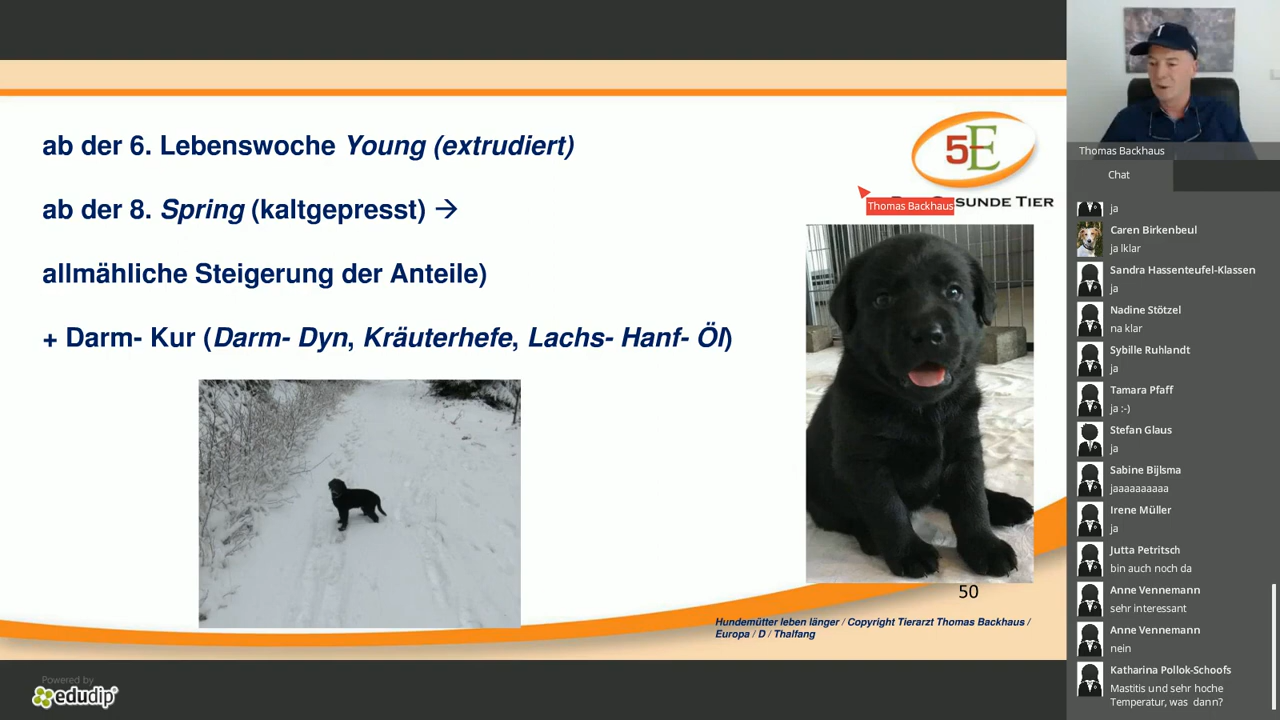 ab der 6. Lebenswoche Young (extrudiert)
ab der 8. Spring (kaltgepresst) →
allmähliche Steigerung der Anteile)
+ Darm- Kur (Darm- Dyn, Kräuterhefe, Lachs- Hanf- Öl)
5E
SUNDE TIER
Thomas Backhaus
50
Hundemütter leben länger / Copyright Tierarzt Thomas Backhaus /
Europa / D / Thalfang
Powered by
edudip
T
Thomas Backhaus
Chat
ja
Caren Birkenbeul
ja lklar
Sandra Hassenteufel-Klassen
ja
Nadine Stötzel
na klar
Sybille Ruhlandt
ja
Tamara Pfaff
ja :-)
Stefan Glaus
ja
Sabine Bijlsma
jaaaaaaaaaa
Irene Müller
ja
Jutta Petritsch
bin auch noch da
Anne Vennemann
sehr interessant
Anne Vennemann
nein
Katharina Pollok-Schoofs
Mastitis und sehr hoche
Temperatur, was dann?